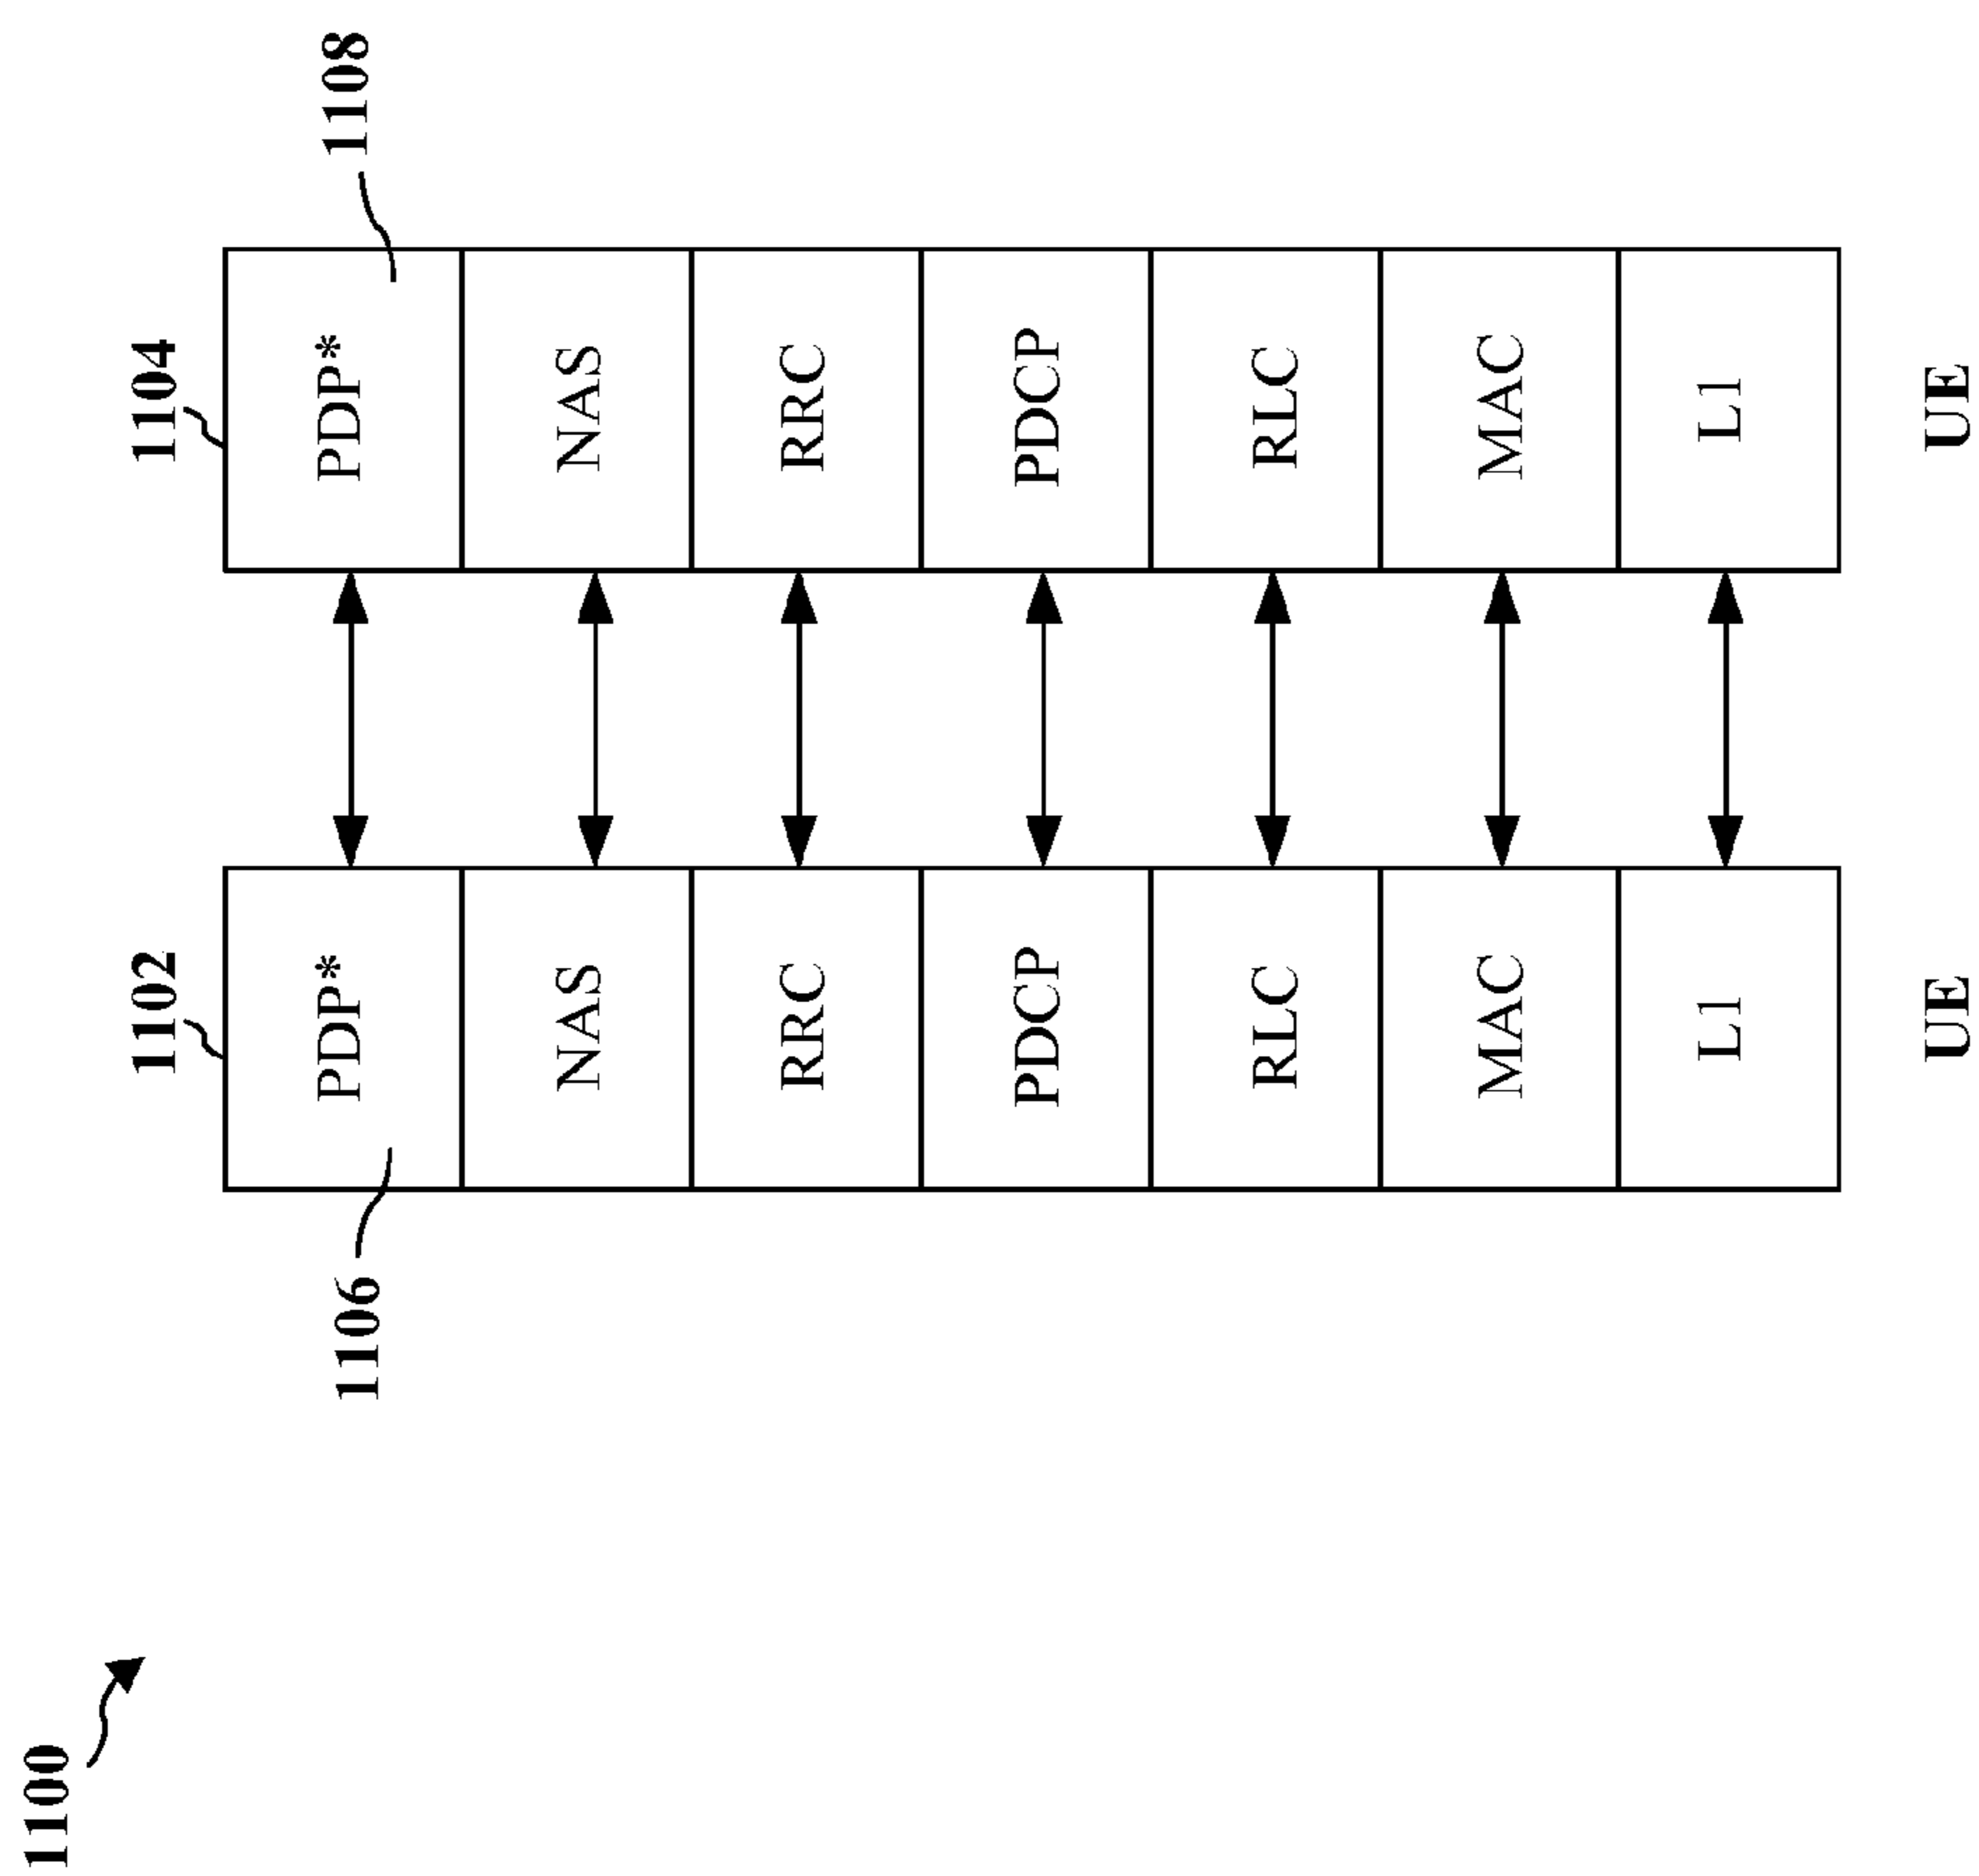 1100
1102
1104
1106
PDP*
PDP*
1108
NAS
NAS
RRC
RRC
PDCP
PDCP
RLC
RLC
MAC
MAC
L1
L1
UE
UE